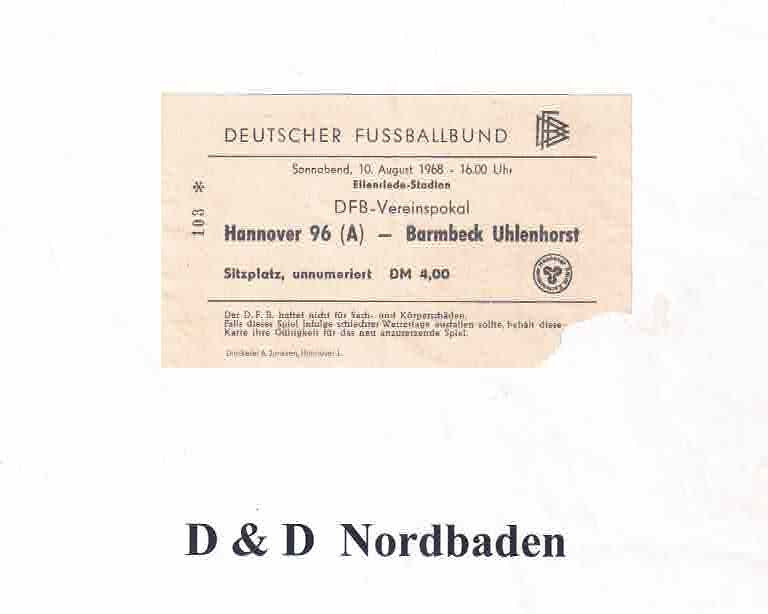 DEUTSCHER FUSSBALLBUND
Sonnabend, 10. August 1968 - 16.00 Uhr
Eilenriede-Stadion
DFB-Vereinspokal
103 *
Hannover 96 (A) — Barmbeck Uhlenhorst
Sitzplatz, unnumeriert DM 4,00
Der D. F. B. haftet nicht für Sach- und Körperschäden.
Falls dieses Spiel infolge schlechter Wetterlage ausfallen sollte, behält diese
Karte ihre Gültigkeit für das neu anzusetzende Spiel.
Druckerei Hannover
D & D Nordbaden